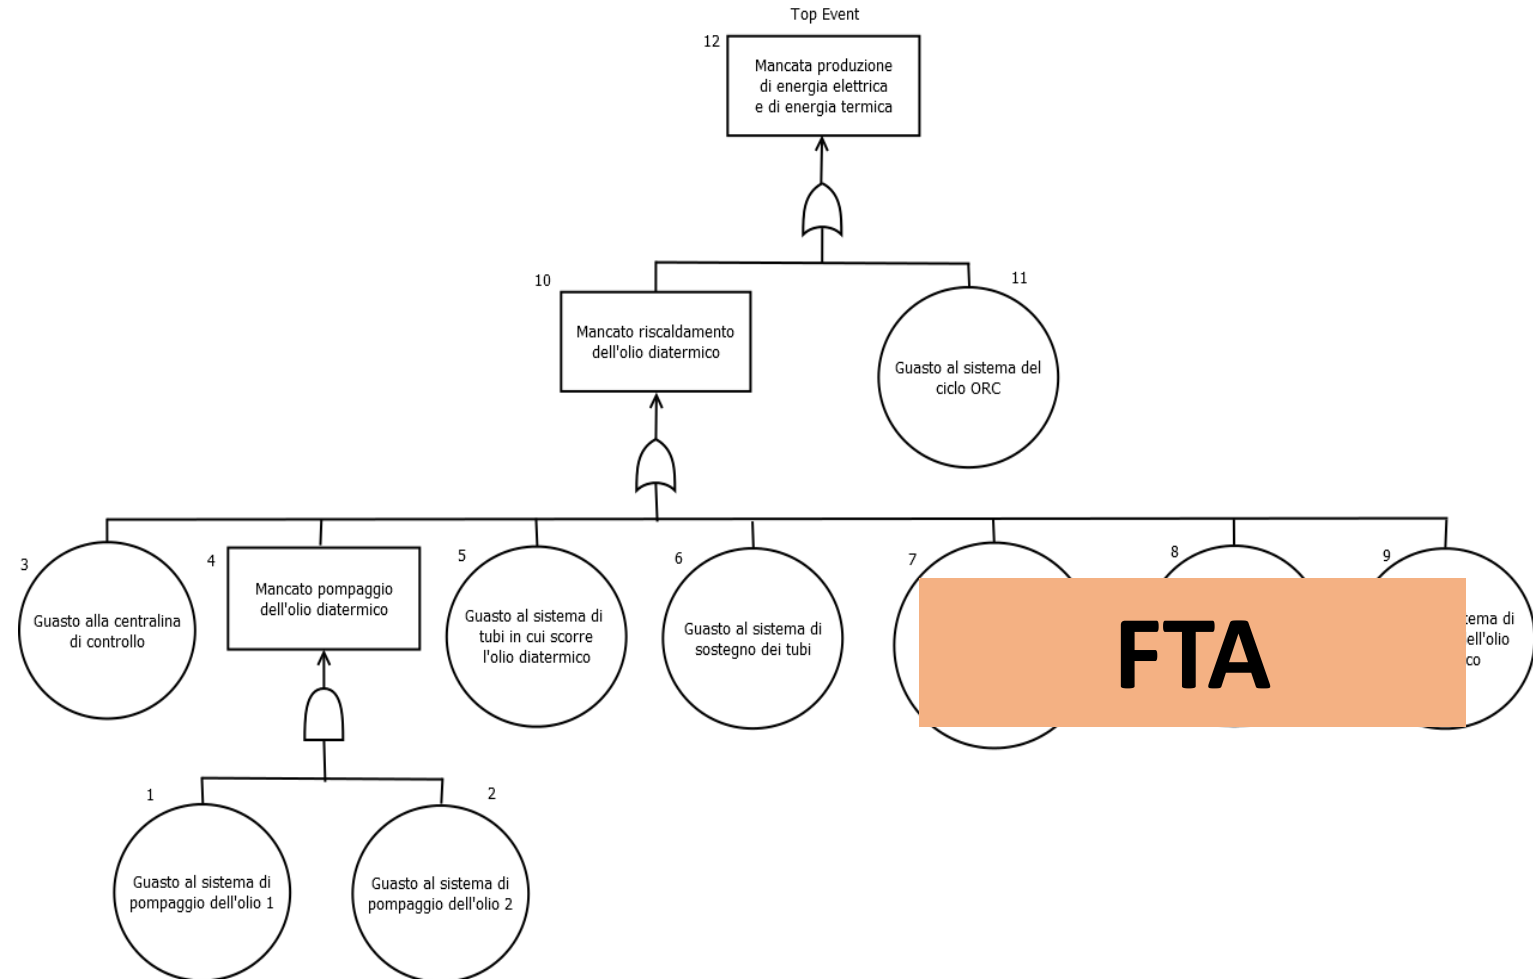 Top Event
12
Mancata produzione
di energia elettrica
e di energia termica
10
Mancato riscaldamento
dell'olio diatermico
11
Guasto al sistema del
ciclo ORC
3
Guasto alla centralina
di controllo
4
Mancato pompaggio
dell'olio diatermico
5
Guasto al sistema di
tubi in cui scorre
l'olio diatermico
6
Guasto al sistema di
sostegno dei tubi
7
8
9
FTA
di
1
Guasto al sistema di
pompaggio dell'olio 1
2
Guasto al sistema di
pompaggio dell'olio 2